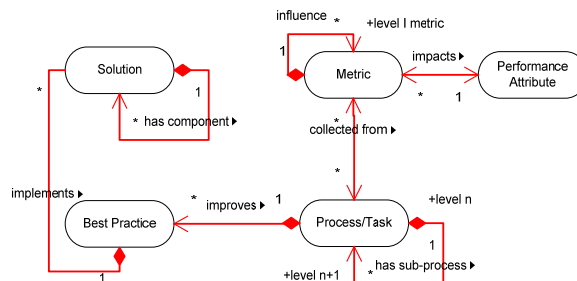 influence
*
+level I metric
Solution
1
Metric
impacts
Performance
Attribute
*
1
*
1
* has component
*
collected from
implements
*
Best Practice
*
improves
1
Process/Task
+level n
1
1
+level n+1
*
has sub-process